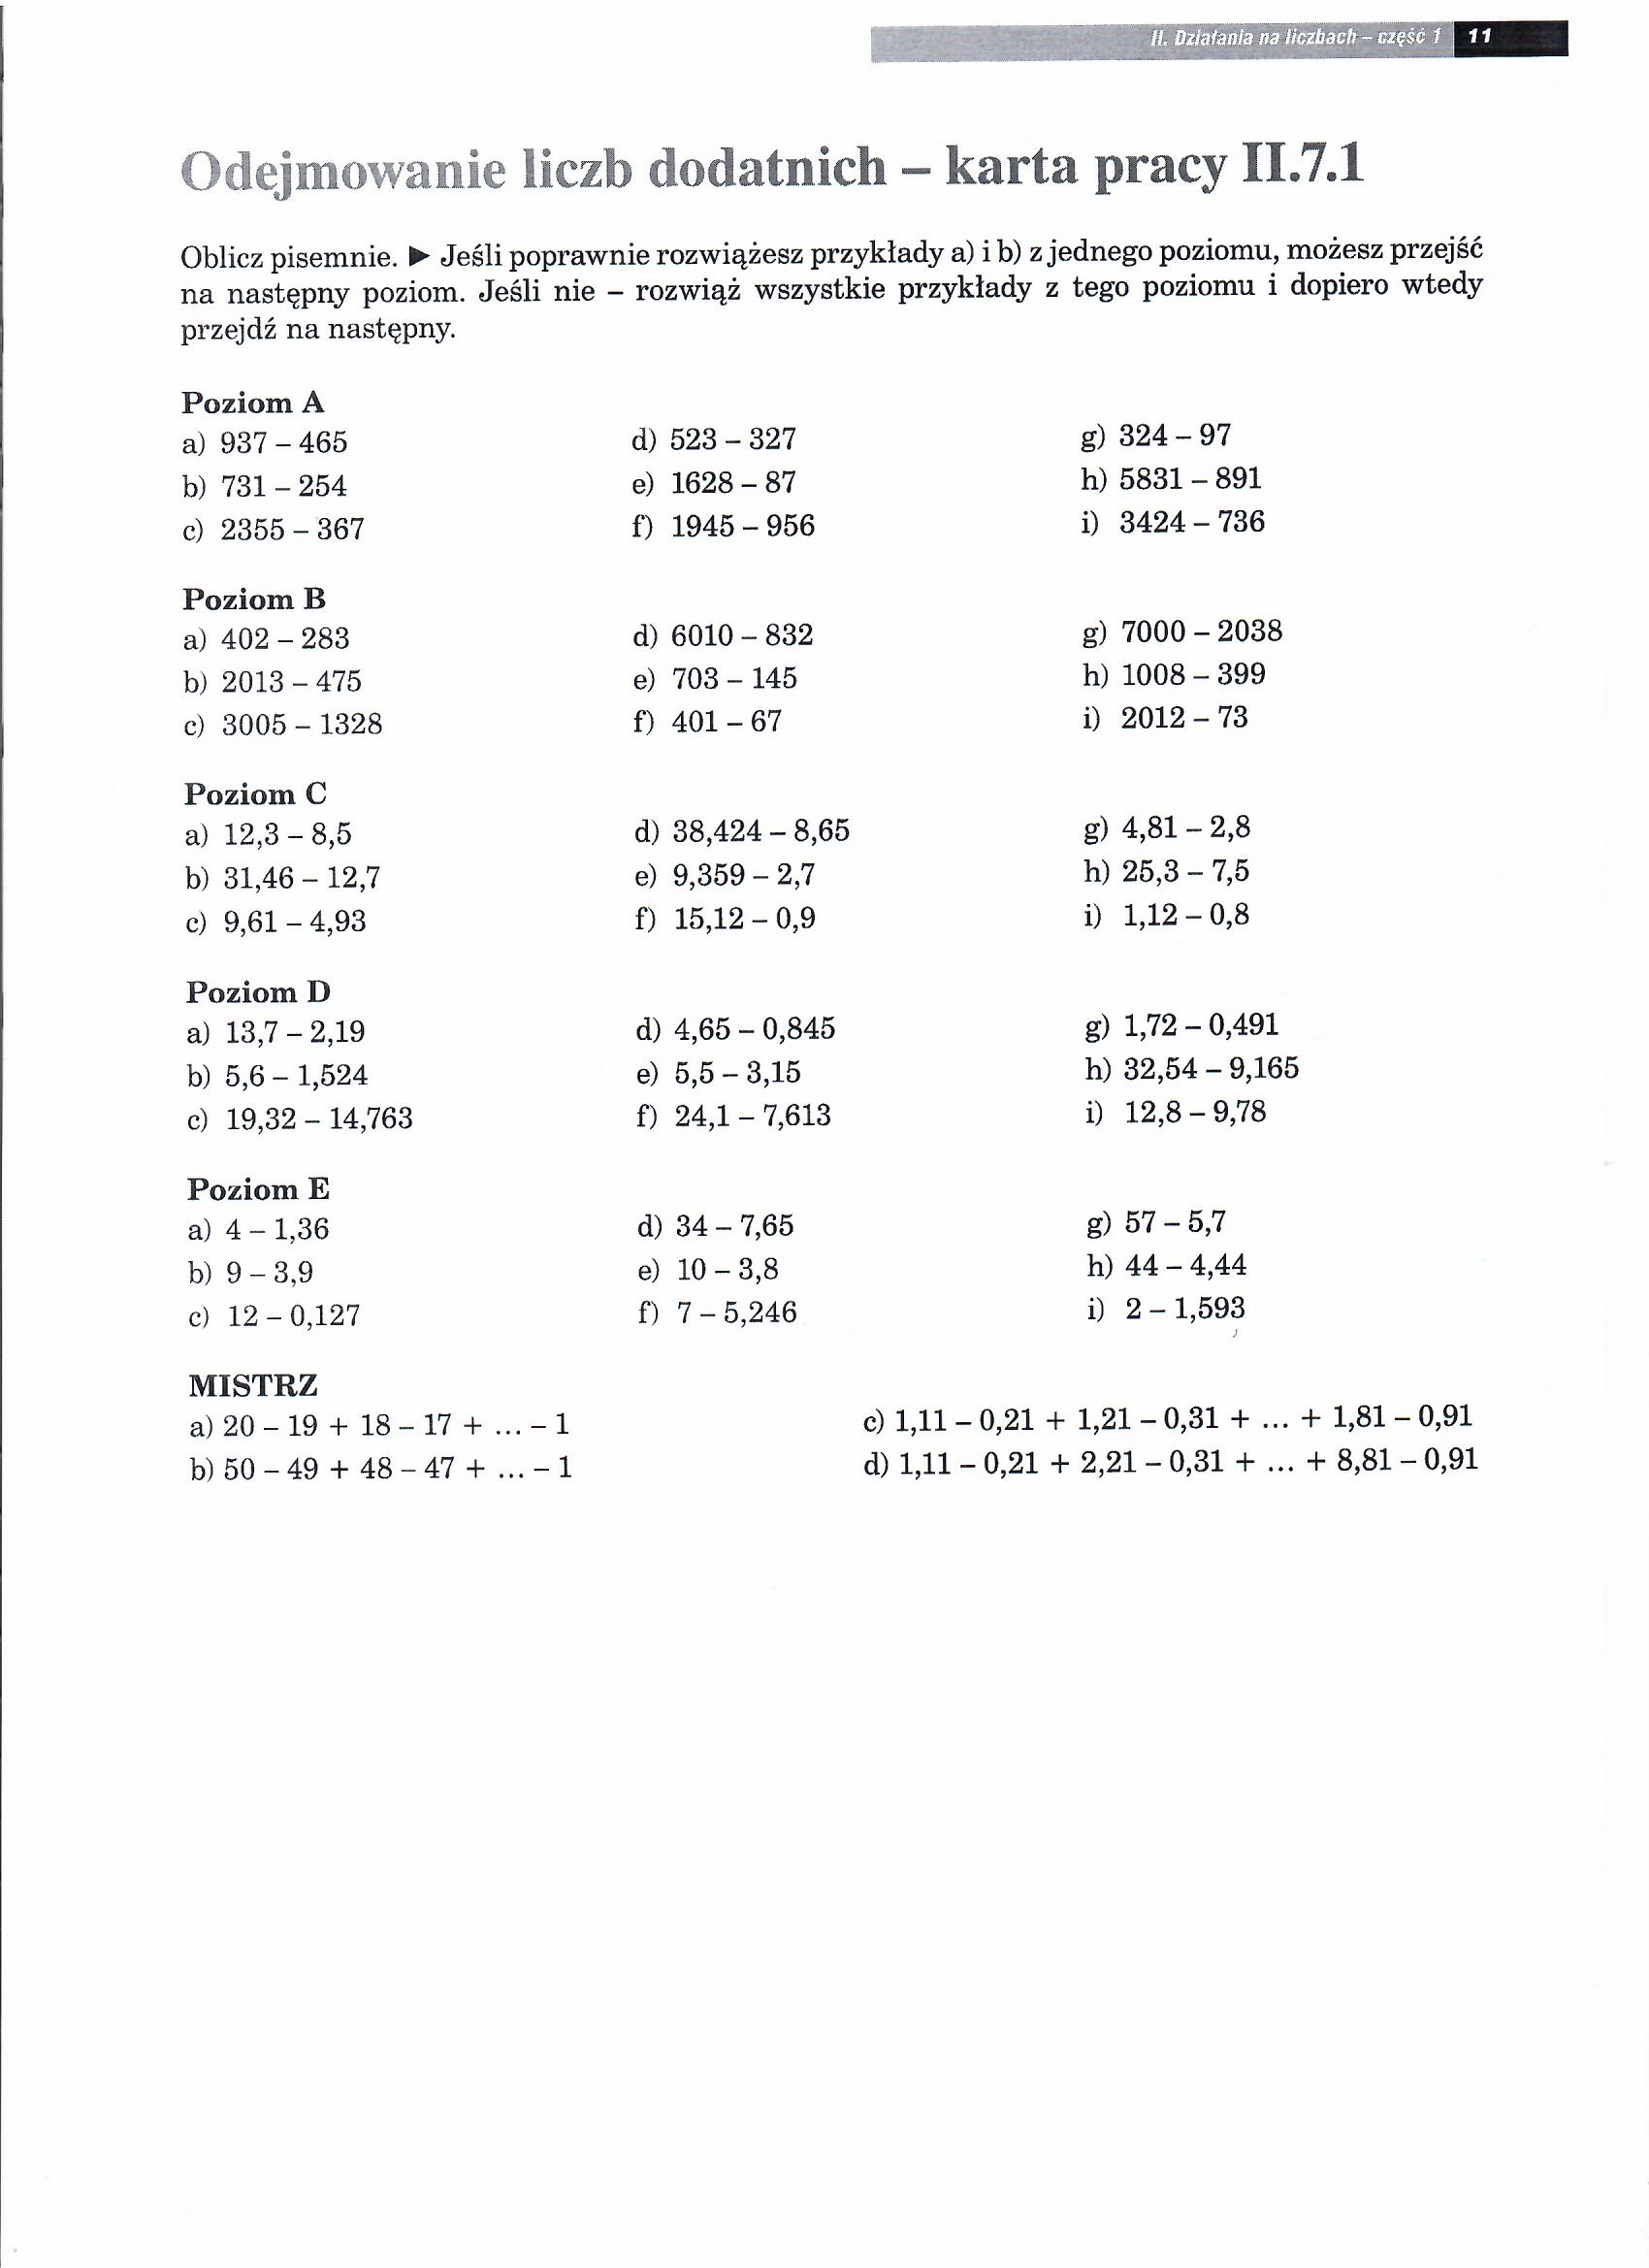 II. Działania na liczbach – część 1 11
Odejmowanie liczb dodatnich – karta pracy II.7.1
Oblicz pisemnie. ► Jeśli poprawnie rozwiążesz przykłady a) i b) z jednego poziomu, możesz przejść
na następny poziom. Jeśli nie – rozwiąż wszystkie przykłady z tego poziomu i dopiero wtedy
przejdź na następny.
Poziom A
a) 937 – 465 d) 523 – 327 g) 324 – 97
b) 731 – 254 e) 1628 – 87 h) 5831 – 891
c) 2355 – 367 f) 1945 – 956 i) 3424 – 736
Poziom B
a) 402 – 283 d) 6010 – 832 g) 7000 – 2038
b) 2013 – 475 e) 703 – 145 h) 1008 – 399
c) 3005 – 1328 f) 401 – 67 i) 2012 – 73
Poziom C
a) 12,3 – 8,5 d) 38,424 – 8,65 g) 4,81 – 2,8
b) 31,46 – 12,7 e) 9,359 – 2,7 h) 25,3 – 7,5
c) 9,61 – 4,93 f) 15,12 – 0,9 i) 1,12 – 0,8
Poziom D
a) 13,7 – 2,19 d) 4,65 – 0,845 g) 1,72 – 0,491
b) 5,6 – 1,524 e) 5,5 – 3,15 h) 32,54 – 9,165
c) 19,32 – 14,763 f) 24,1 – 7,613 i) 12,8 – 9,78
Poziom E
a) 4 – 1,36 d) 34 – 7,65 g) 57 – 5,7
b) 9 – 3,9 e) 10 – 3,8 h) 44 – 4,44
c) 12 – 0,127 f) 7 – 5,246 i) 2 – 1,593
MISTRZ
a) 20 – 19 + 18 – 17 + ... – 1 c) 1,11 – 0,21 + 1,21 – 0,31 + ... + 1,81 – 0,91
b) 50 – 49 + 48 – 47 + ... – 1 d) 1,11 – 0,21 + 2,21 – 0,31 + ... + 8,81 – 0,91